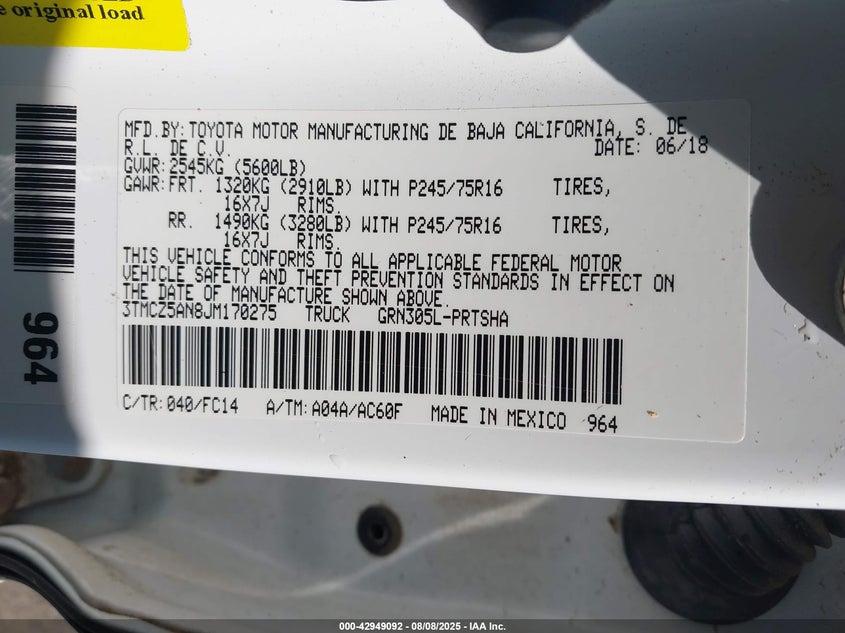 e original load
964
MFD.BY: TOYOTA MOTOR MANUFACTURING DE BAJA CALIFORNIA, S. DE
R.L. DE C.V. DATE: 06/18
GVWR: 2545KG (5600LB)
GAWR: FRT. 1320KG (2910LB) WITH P245/75R16 TIRES,
16X7J RIMS.
RR. 1490KG (3280LB) WITH P245/75R16 TIRES,
16X7J RIMS.
THIS VEHICLE CONFORMS TO ALL APPLICABLE FEDERAL MOTOR
VEHICLE SAFETY AND THEFT PREVENTION STANDARDS IN EFFECT ON
THE DATE OF MANUFACTURE SHOWN ABOVE.
3TMCZ5AN8JM170275 TRUCK GRN305L-PRTSHA
C/TR: 040/FC14 A/TM: A04A/AC60F MADE IN MEXICO 964
000-42949092 - 08/08/2025 - IAA Inc.